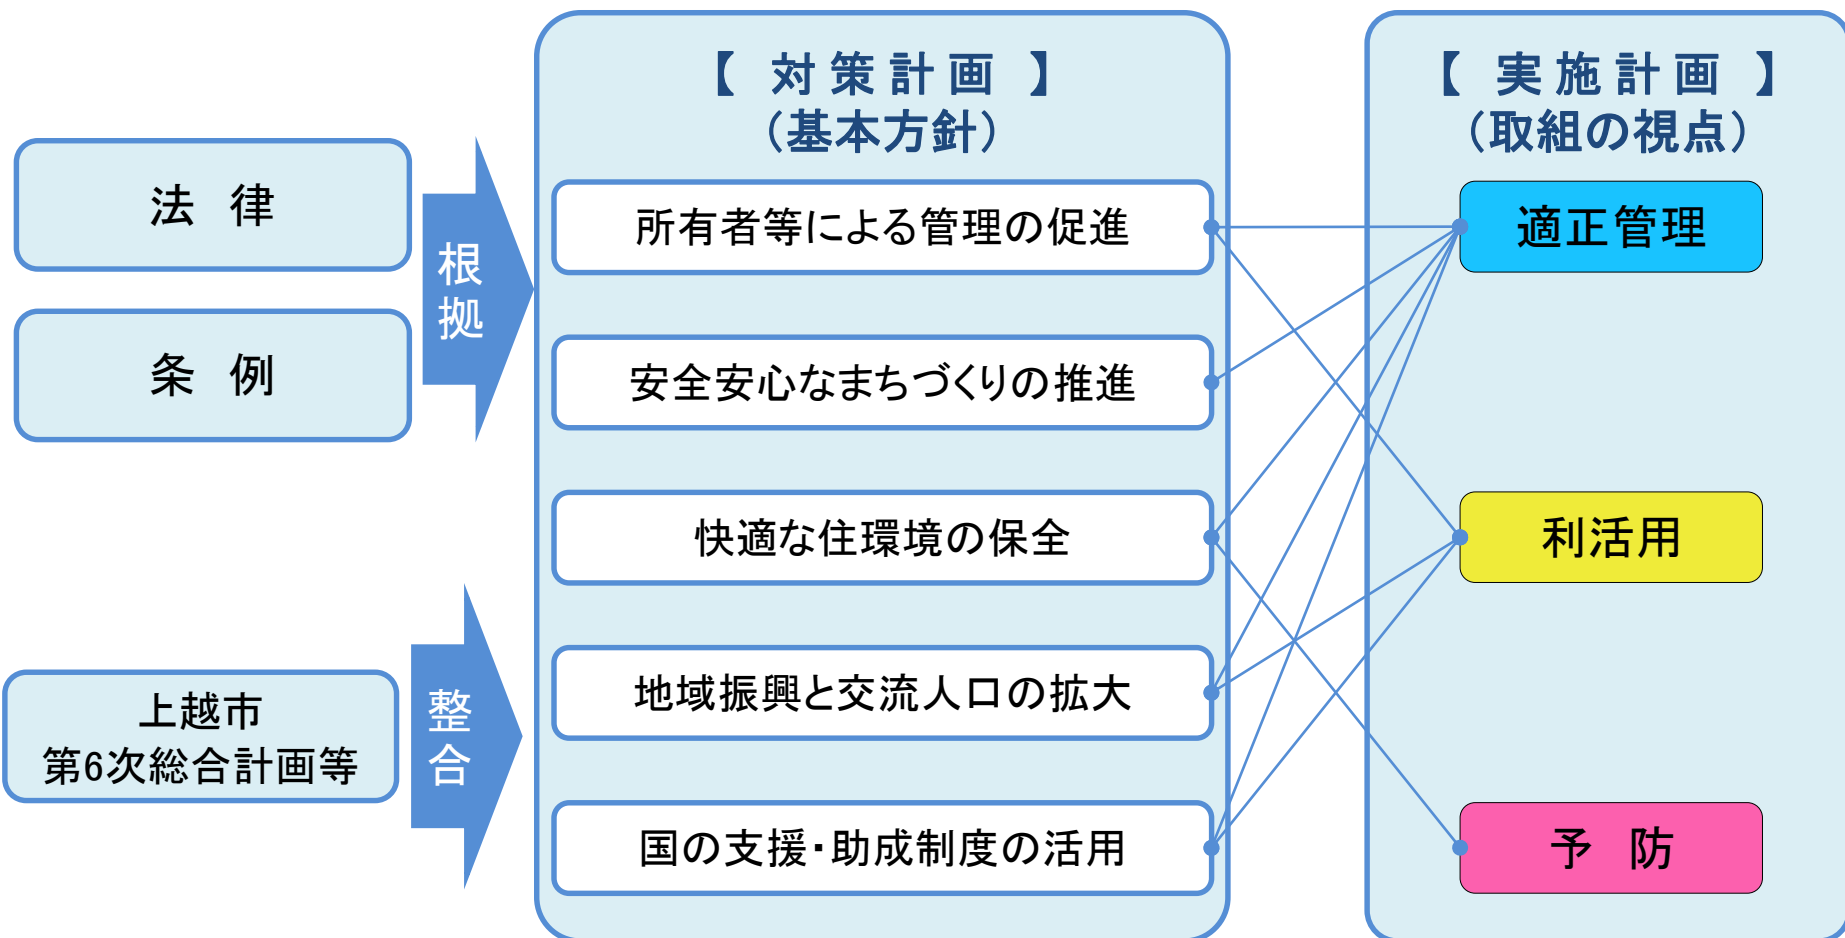 法 律
条 例
根拠
上越市
第6次総合計画等
整合
【 対策計画 】
(基本方針)
所有者等による管理の促進
安全安心なまちづくりの推進
快適な住環境の保全
地域振興と交流人口の拡大
国の支援・助成制度の活用
【 実施計画 】
(取組の視点)
適正管理
利活用
予 防